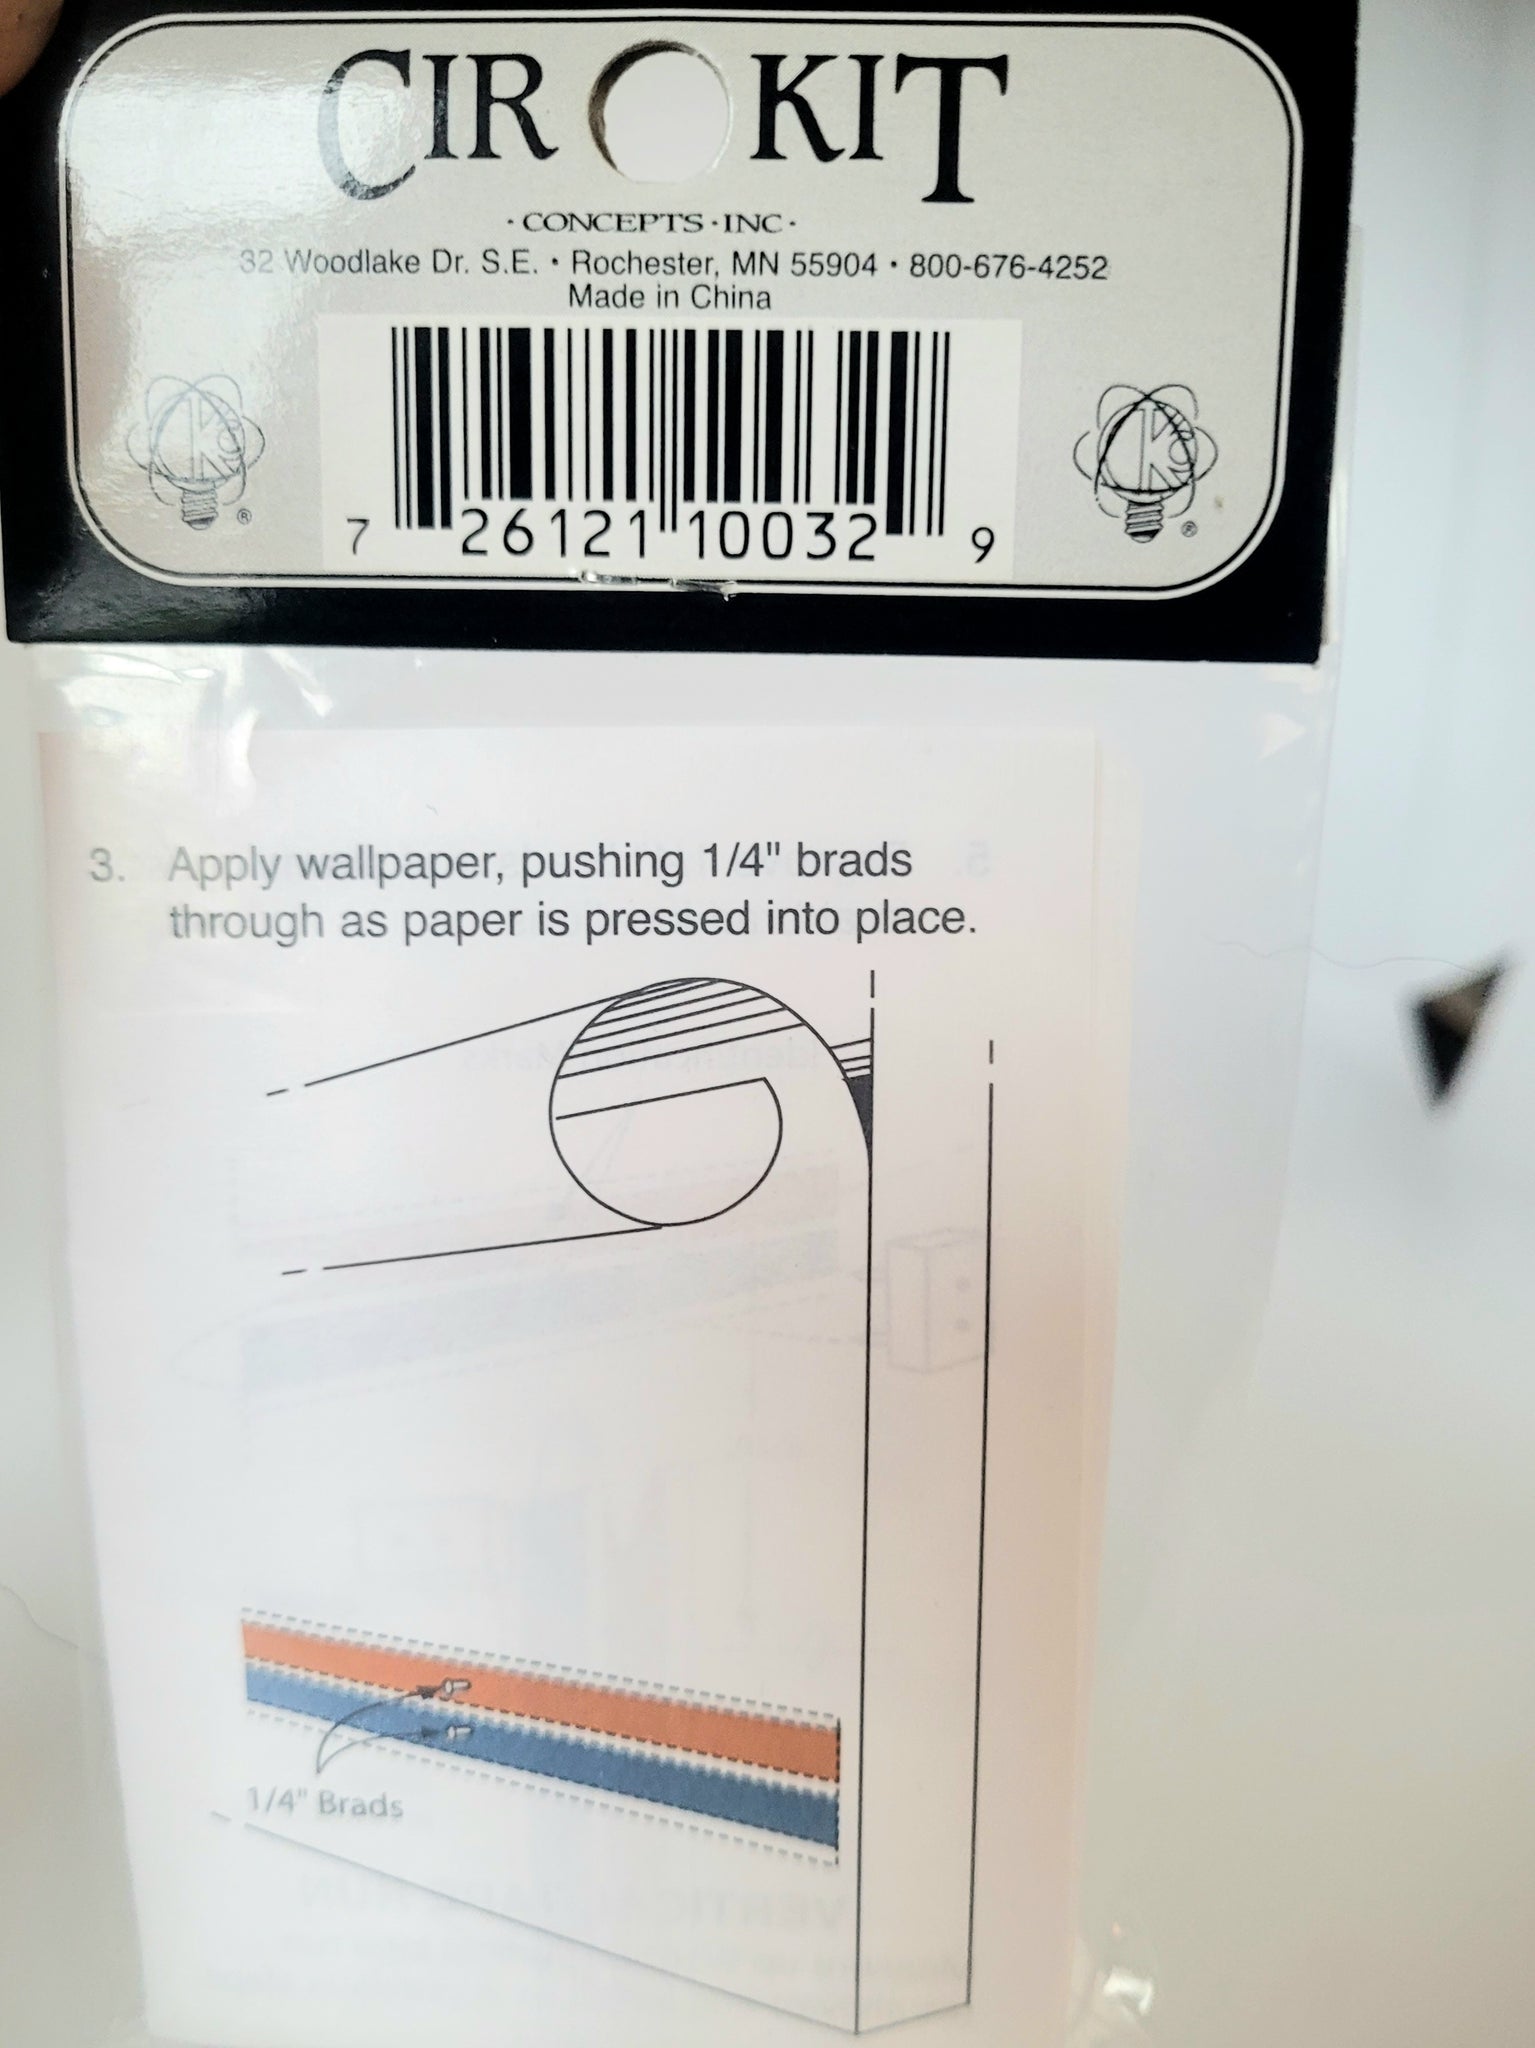 CIR KIT
· CONCEPTS · INC ·
32 Woodlake Dr. S.E. • Rochester, MN 55904 • 800-676-4252
Made in China
7 26121 10032 9
3. Apply wallpaper, pushing 1/4" brads
through as paper is pressed into place.
1/4" Brads